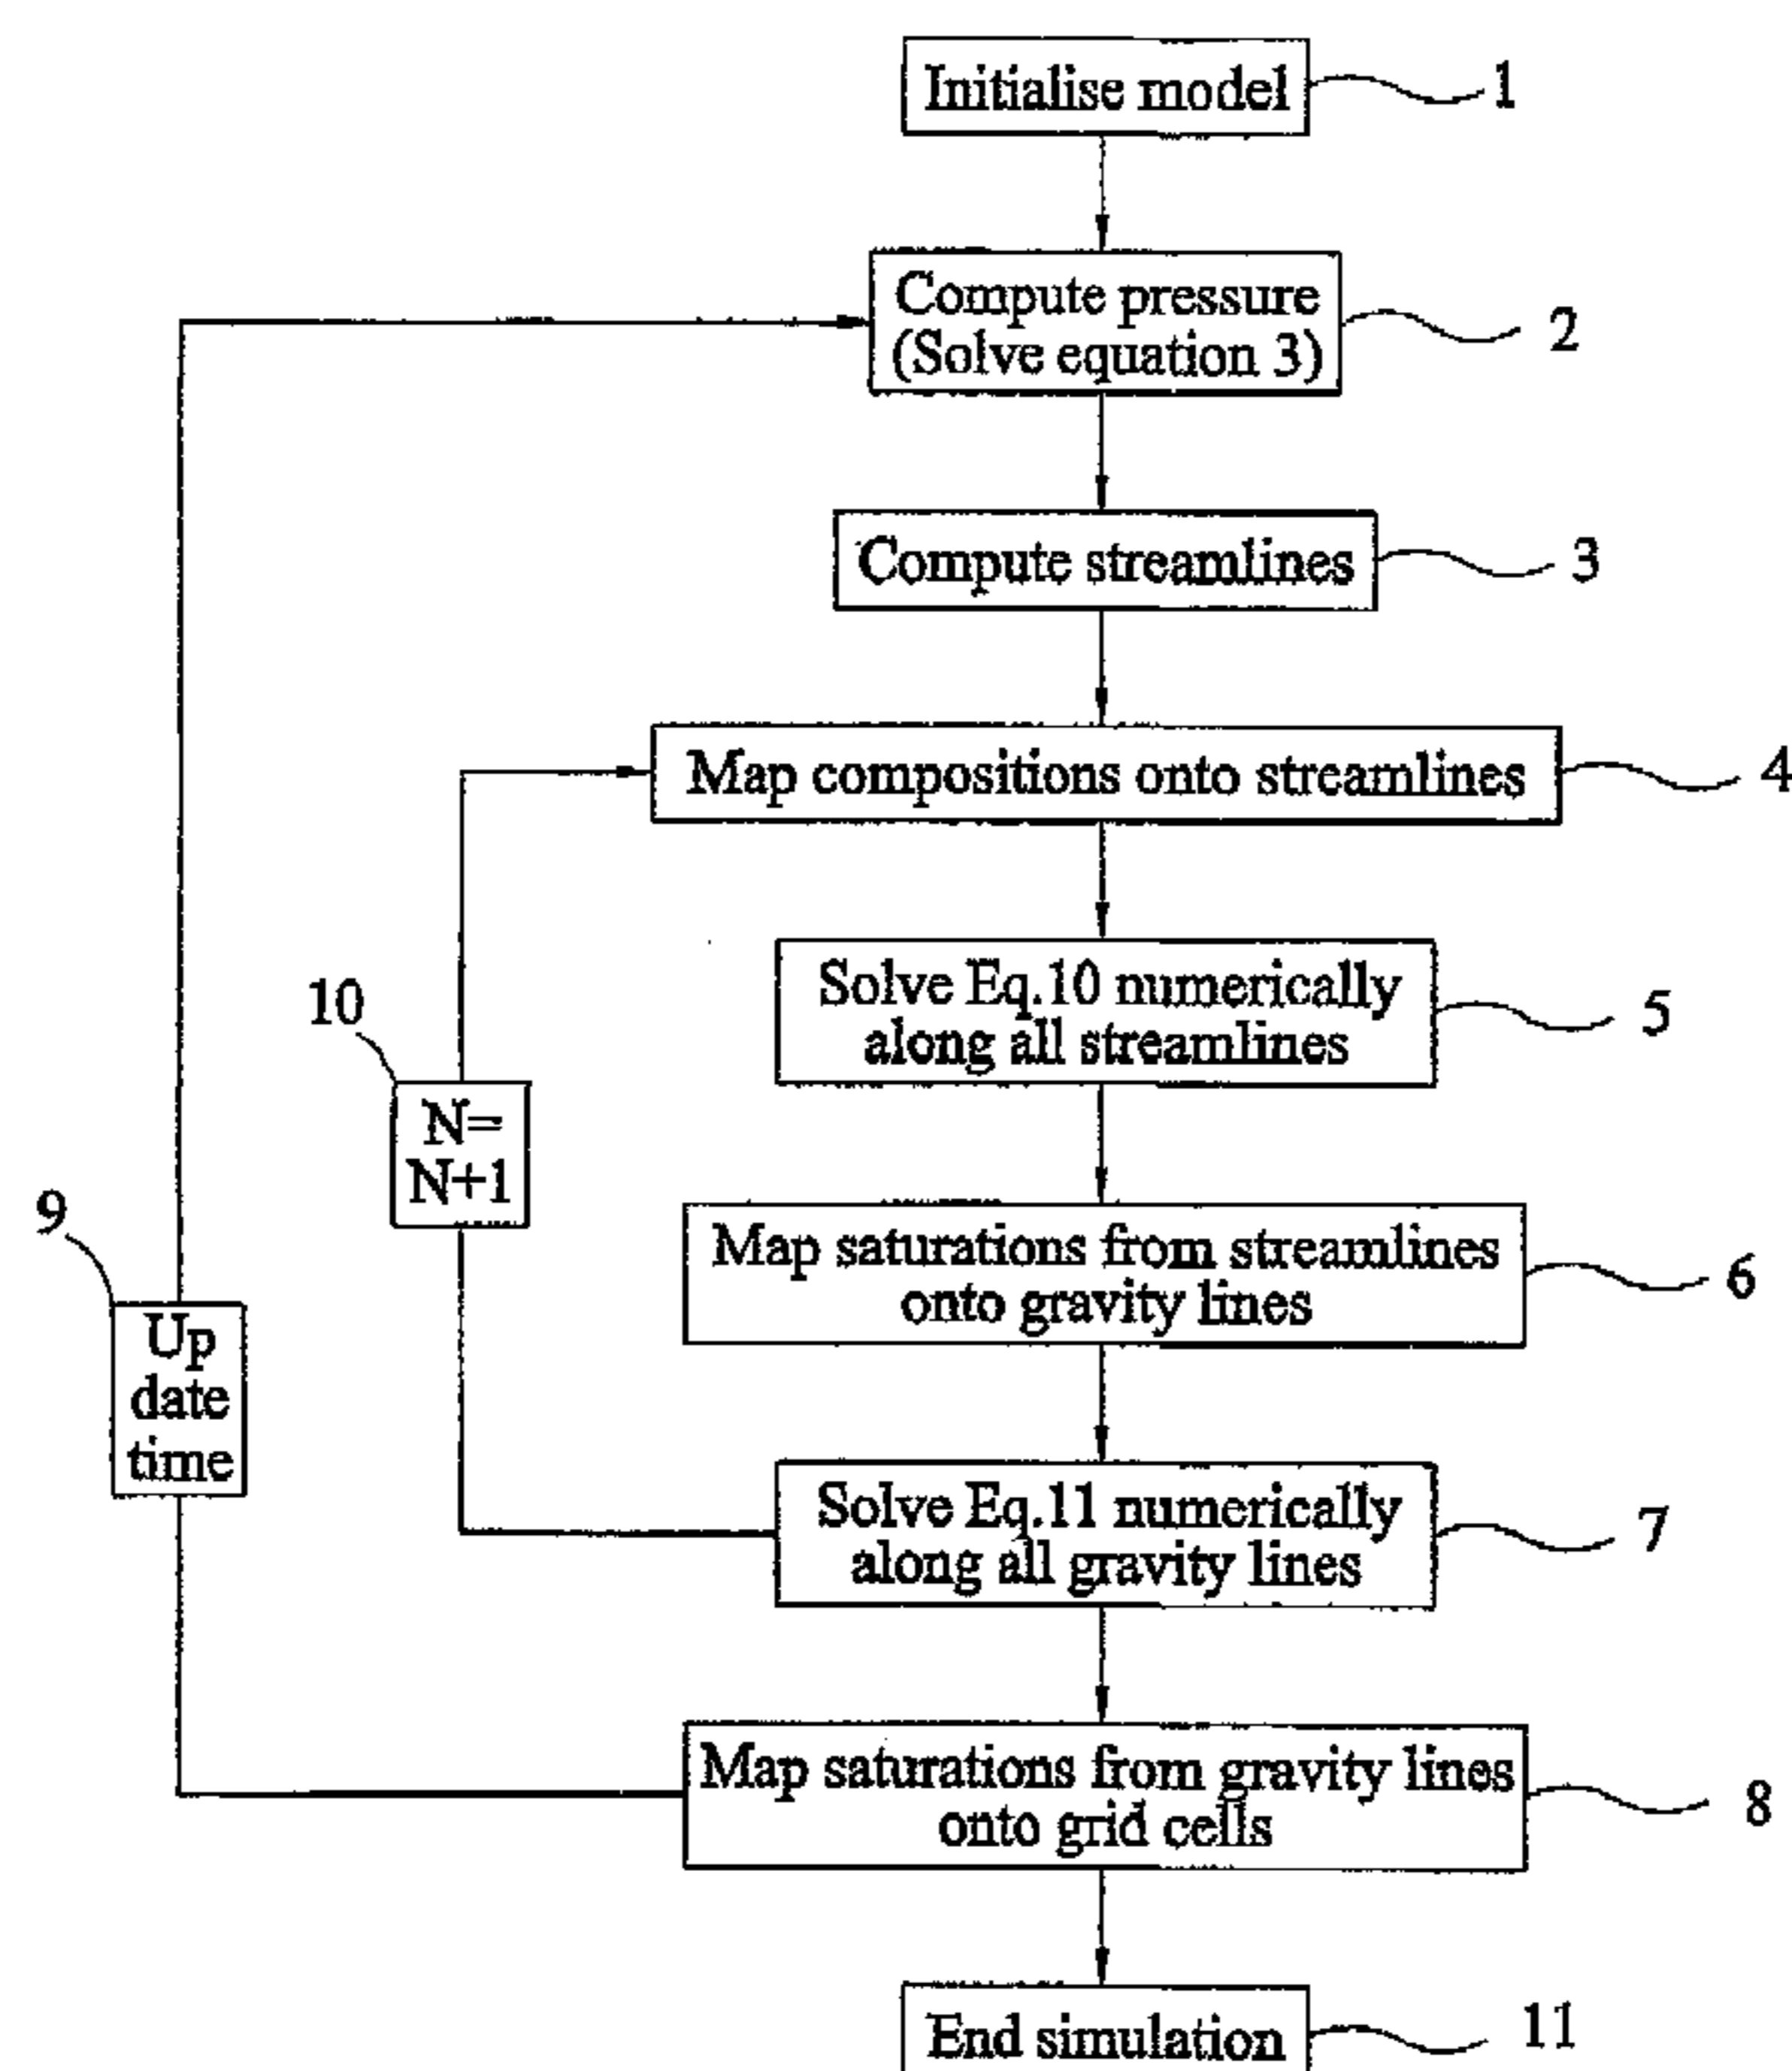 Initialise model
1
Compute pressure
(Solve equation 3)
2
Compute streamlines
3
Map compositions onto streamlines
4
Solve Eq.10 numerically
along all streamlines
5
10
N=
N+1
Map saturations from streamlines
onto gravity lines
6
9
Up
date
time
Solve Eq.11 numerically
along all gravity lines
7
Map saturations from gravity lines
onto grid cells
8
End simulation
11